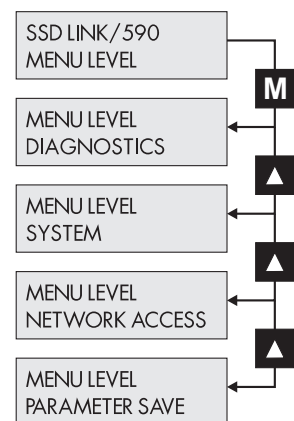 SSD LINK/590
MENU LEVEL
M
MENU LEVEL
DIAGNOSTICS
MENU LEVEL
SYSTEM
MENU LEVEL
NETWORK ACCESS
MENU LEVEL
PARAMETER SAVE